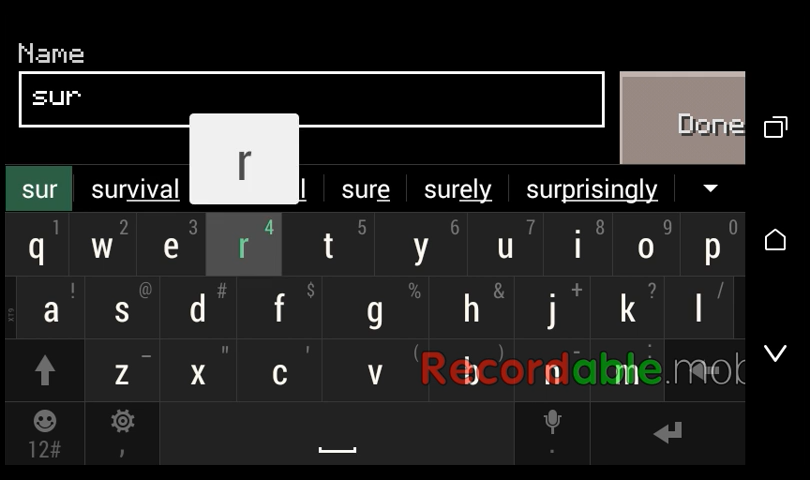 Name
sur
Done
r
sur survival l sure surely surprisingly
1 2 3 4 5 6 7 8 9 0
q w e r t y u i o p
! @ # $ % & + ? /
a s d f g h j k l
_ " ' ( ) - :
z x c v b n m
Recordable.mob
12# , .